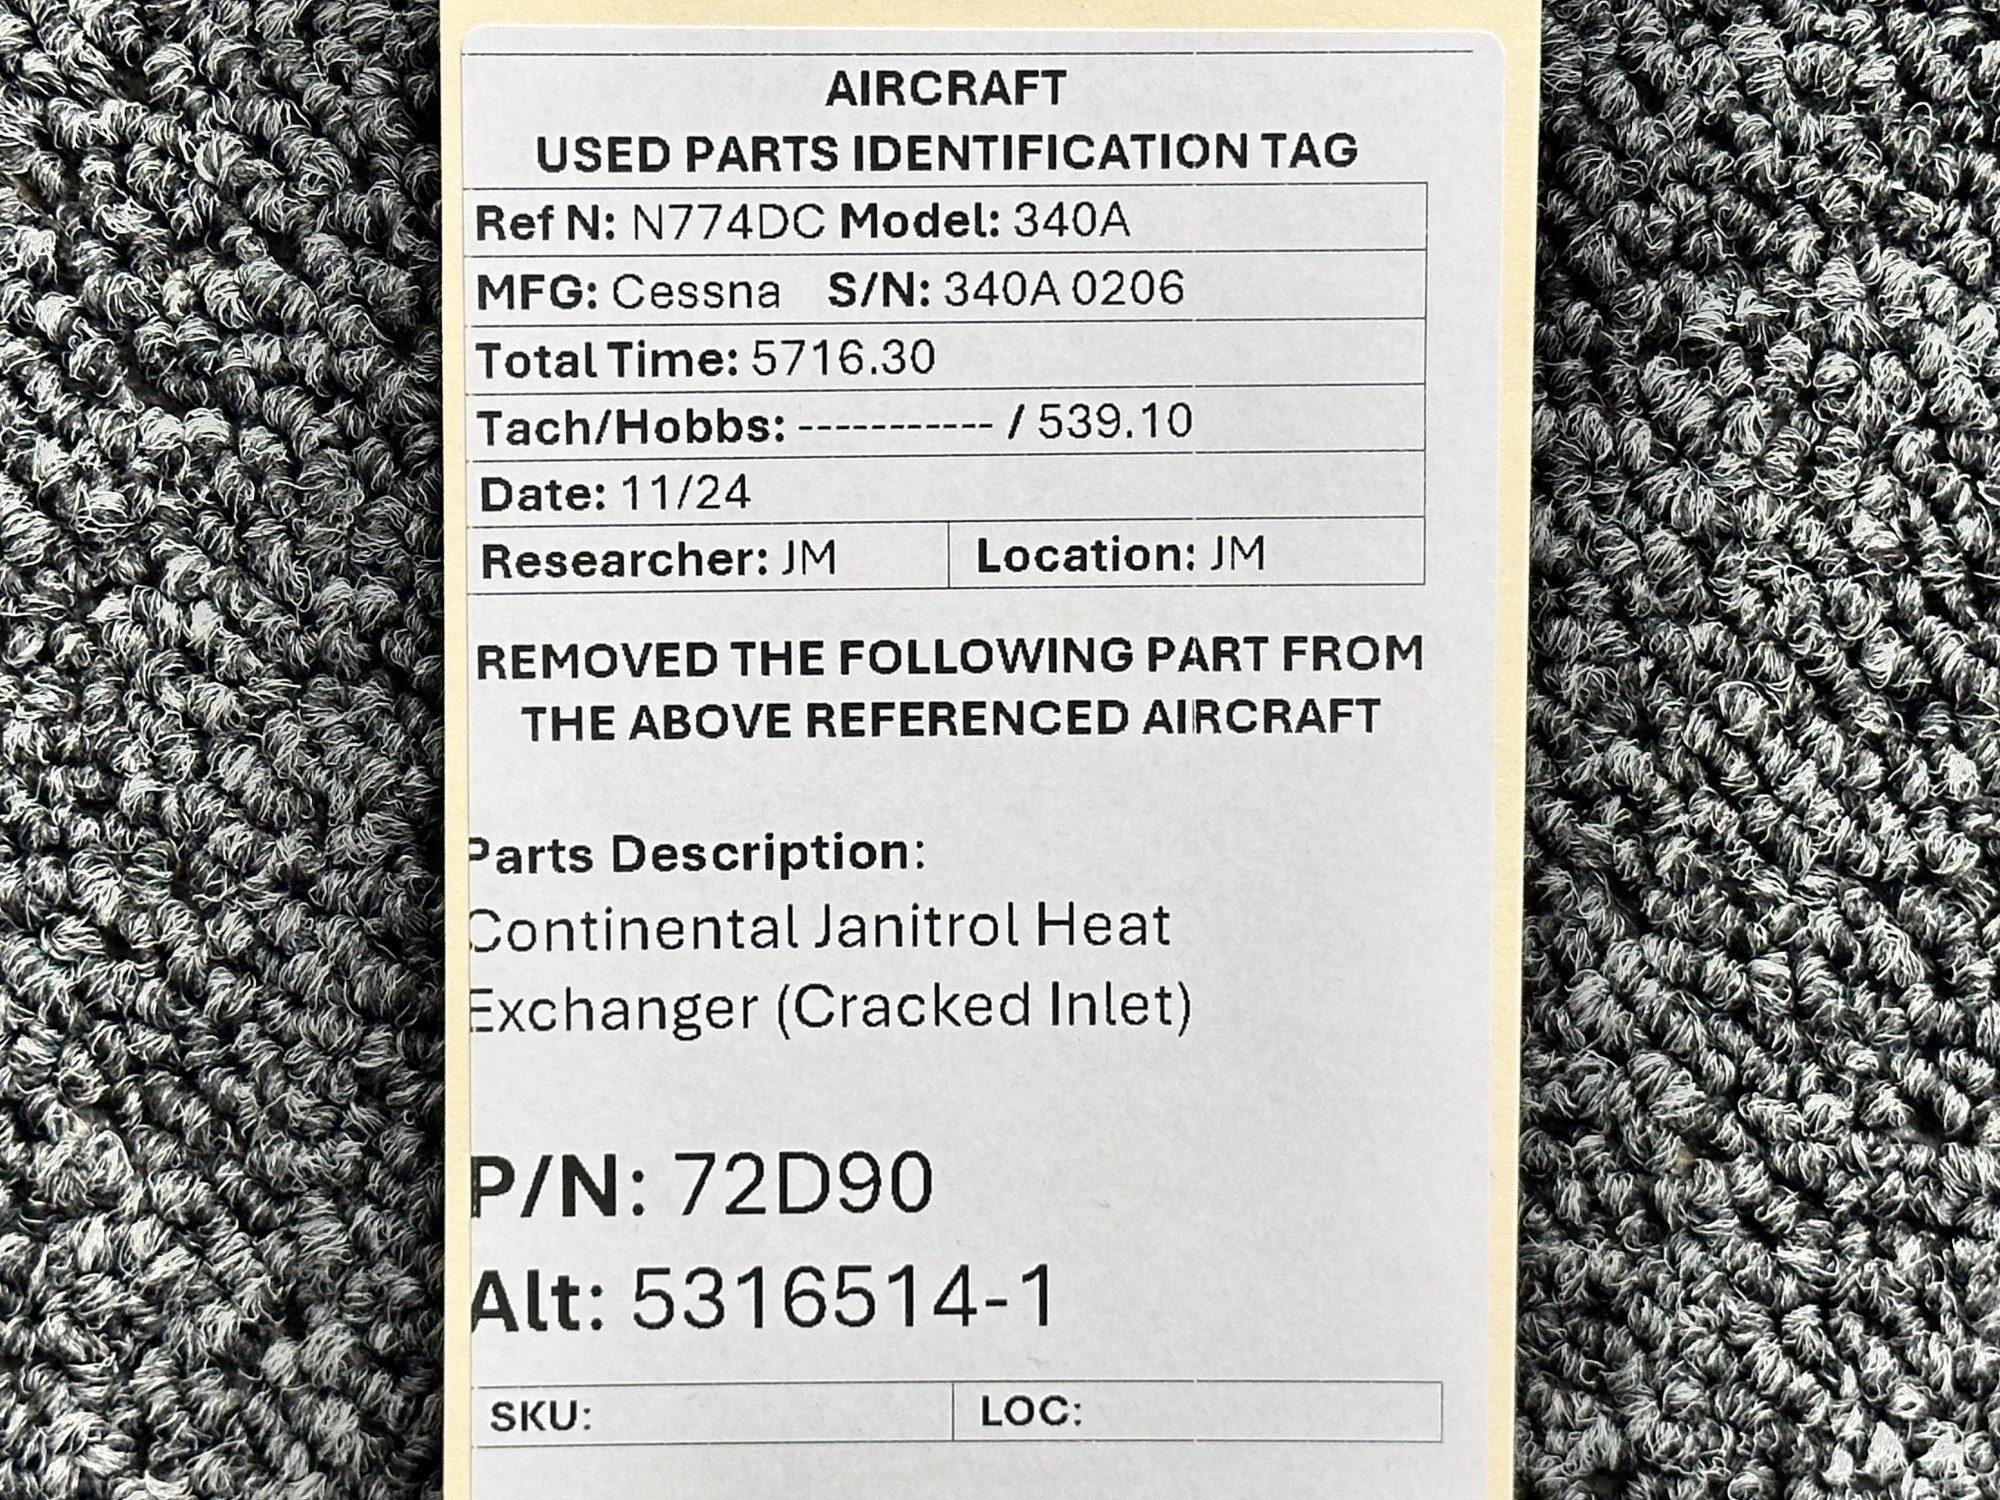 AIRCRAFT
USED PARTS IDENTIFICATION TAG
Ref N: N774DC Model: 340A
MFG: Cessna S/N: 340A 0206
Total Time: 5716.30
Tach/Hobbs: ----------- / 539.10
Date: 11/24
Researcher: JM Location: JM
REMOVED THE FOLLOWING PART FROM
THE ABOVE REFERENCED AIRCRAFT
Parts Description:
Continental Janitrol Heat
Exchanger (Cracked Inlet)
P/N: 72D90
Alt: 5316514-1
SKU: LOC: